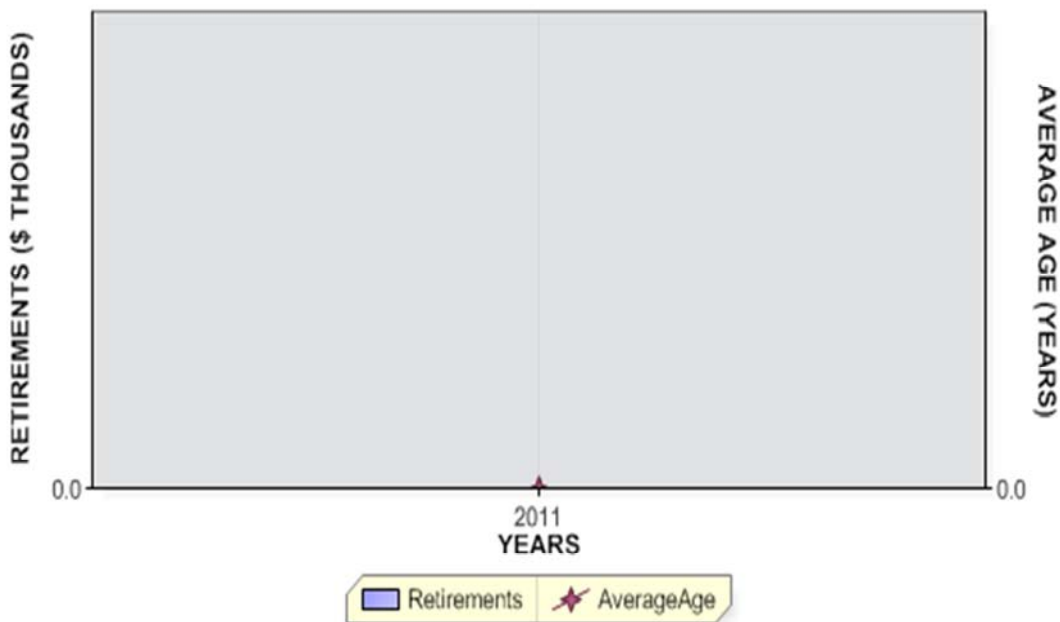 RETIREMENTS ($ THOUSANDS)
AVERAGE AGE (YEARS)
0.0
0.0
2011
YEARS
Retirements
AverageAge